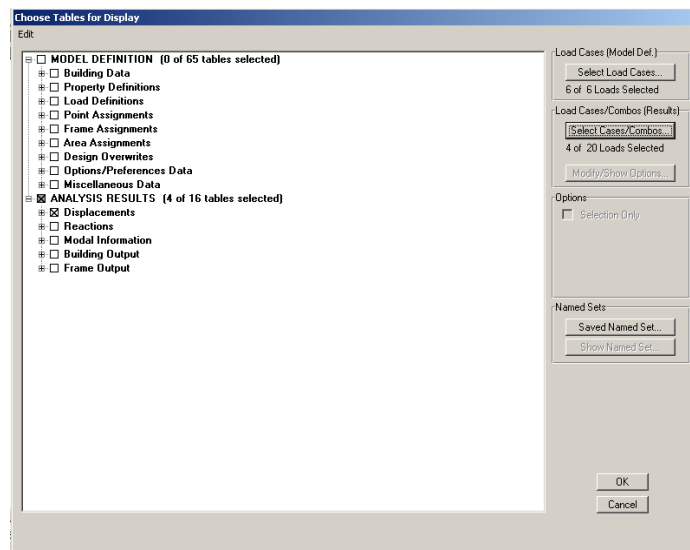 Choose Tables for Display
Edit
MODEL DEFINITION (0 of 65 tables selected)
Building Data
Property Definitions
Load Definitions
Point Assignments
Frame Assignments
Area Assignments
Design Overwrites
Options/Preferences Data
Miscellaneous Data
ANALYSIS RESULTS (4 of 16 tables selected)
Displacements
Reactions
Modal Information
Building Output
Frame Output
Load Cases (Model Def.)
Select Load Cases...
6 of 6 Loads Selected
Load Cases/Combos (Results)
Select Cases/Combos...
4 of 20 Loads Selected
Modify/Show Options...
Options
Selection Only
Named Sets
Saved Named Set...
Show Named Set...
OK
Cancel